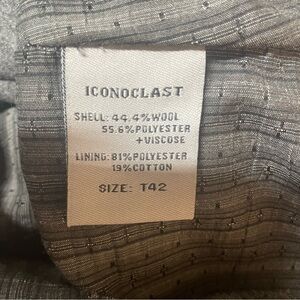 ICONOCLAST
SHELL: 44.4%WOOL
55.6%POLYESTER
+VISCOSE
LINING: 81%POLYESTER
19%COTTON
SIZE: T42